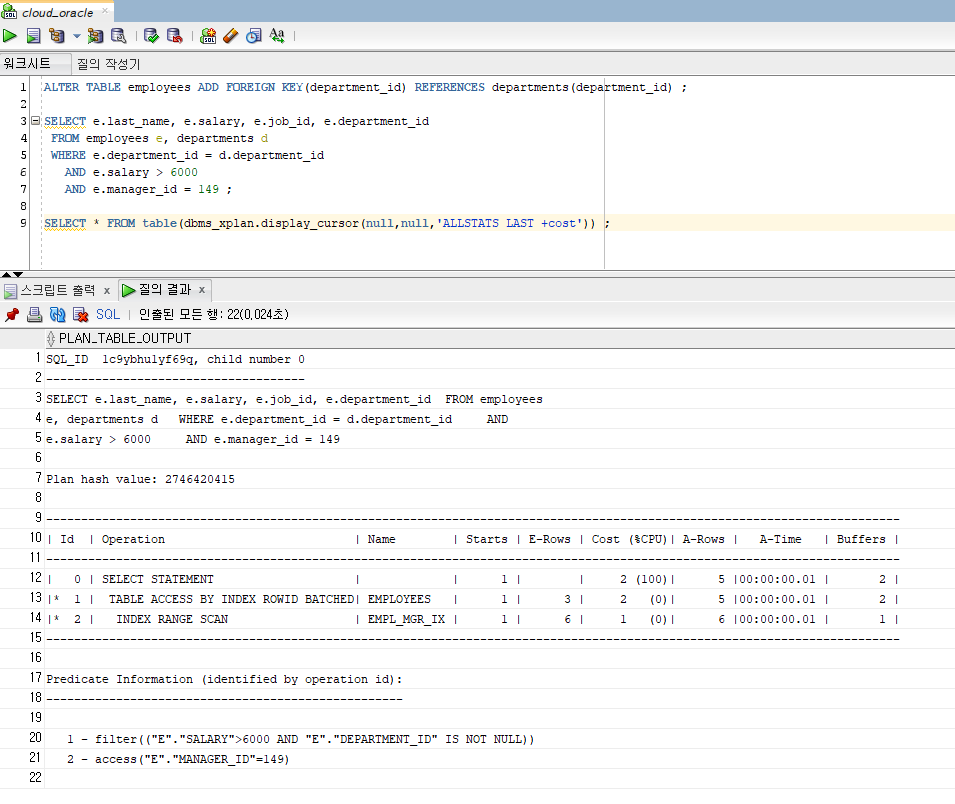 cloud_oracle
워크시트 질의 작성기
1 ALTER TABLE employees ADD FOREIGN KEY(department_id) REFERENCES departments(department_id) ;
2
3 SELECT e.last_name, e.salary, e.job_id, e.department_id
4 FROM employees e, departments d
5 WHERE e.department_id = d.department_id
6 AND e.salary > 6000
7 AND e.manager_id = 149 ;
8
9 SELECT * FROM table(dbms_xplan.display_cursor(null,null,'ALLSTATS LAST +cost')) ;
스크립트 출력 x 질의 결과 x
SQL | 인출된 모든 행: 22(0,024초)
PLAN_TABLE_OUTPUT
1 SQL_ID 1c9ybhu1yf69q, child number 0
2 -------------------------------------
3 SELECT e.last_name, e.salary, e.job_id, e.department_id FROM employees
4 e, departments d WHERE e.department_id = d.department_id AND
5 e.salary > 6000 AND e.manager_id = 149
6
7 Plan hash value: 2746420415
8
9 --------------------------------------------------------------------------------------------------------------------------
10 | Id | Operation | Name | Starts | E-Rows | Cost (%CPU)| A-Rows | A-Time | Buffers |
11 --------------------------------------------------------------------------------------------------------------------------
12 | 0 | SELECT STATEMENT | | 1 | | 2 (100)| 5 |00:00:00.01 | 2 |
13 |* 1 | TABLE ACCESS BY INDEX ROWID BATCHED| EMPLOYEES | 1 | 3 | 2 (0)| 5 |00:00:00.01 | 2 |
14 |* 2 | INDEX RANGE SCAN | EMPL_MGR_IX | 1 | 6 | 1 (0)| 6 |00:00:00.01 | 1 |
15 --------------------------------------------------------------------------------------------------------------------------
16
17 Predicate Information (identified by operation id):
18 ---------------------------------------------------
19
20 1 - filter(("E"."SALARY">6000 AND "E"."DEPARTMENT_ID" IS NOT NULL))
21 2 - access("E"."MANAGER_ID"=149)
22